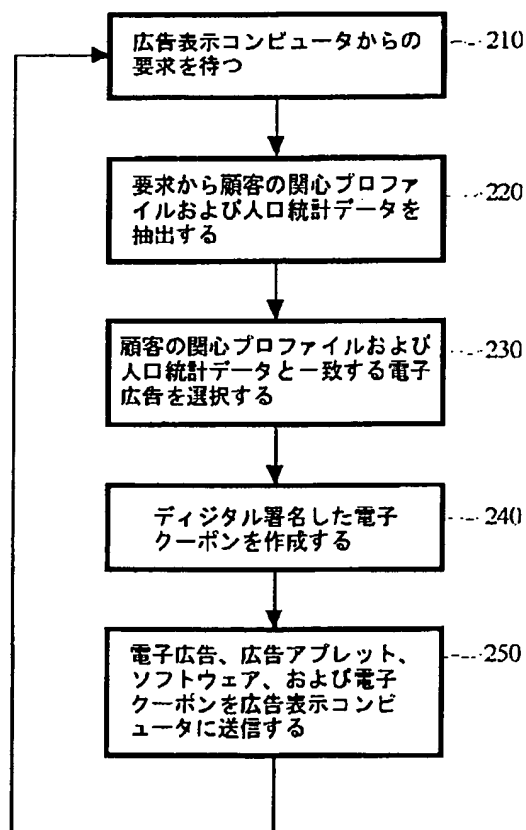 広告表示コンピュータからの
要求を待つ
210
要求から顧客の関心プロファ
イルおよび人口統計データを
抽出する
220
顧客の関心プロファイルおよび
人口統計データと一致する電子
広告を選択する
230
ディジタル署名した電子
クーポンを作成する
240
電子広告、広告アプレット、
ソフトウェア、および電子
クーポンを広告表示コンピ
ュータに送信する
250